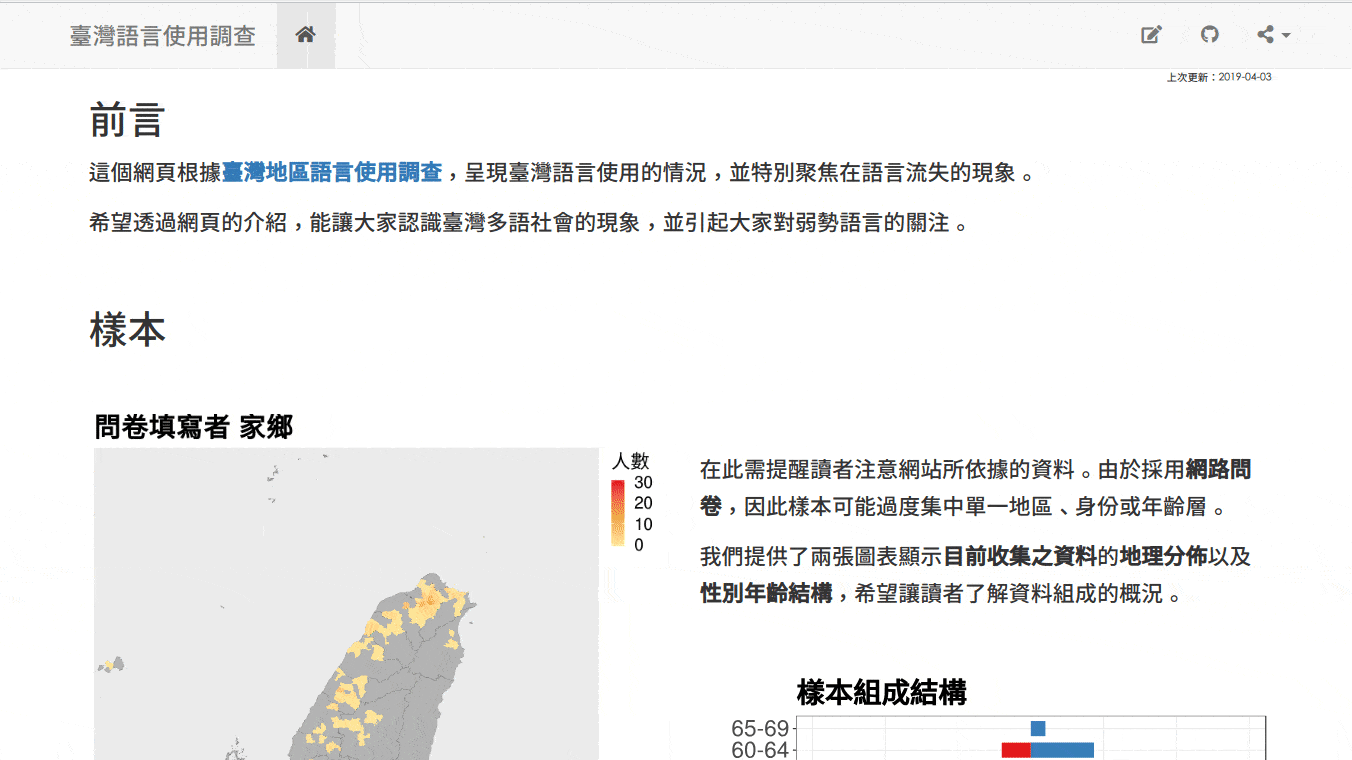 臺灣語言使用調查
上次更新：2019-04-03
前言
這個網頁根據臺灣地區語言使用調查，呈現臺灣語言使用的情況，並特別聚焦在語言流失的現象。
希望透過網頁的介紹，能讓大家認識臺灣多語社會的現象，並引起大家對弱勢語言的關注。
樣本
問卷填寫者 家鄉
人數
30
20
10
0
在此需提醒讀者注意網站所依據的資料。由於採用網路問
卷，因此樣本可能過度集中單一地區、身份或年齡層。
我們提供了兩張圖表顯示目前收集之資料的地理分佈以及
性別年齡結構，希望讓讀者了解資料組成的概況。
樣本組成結構
65-69
60-64